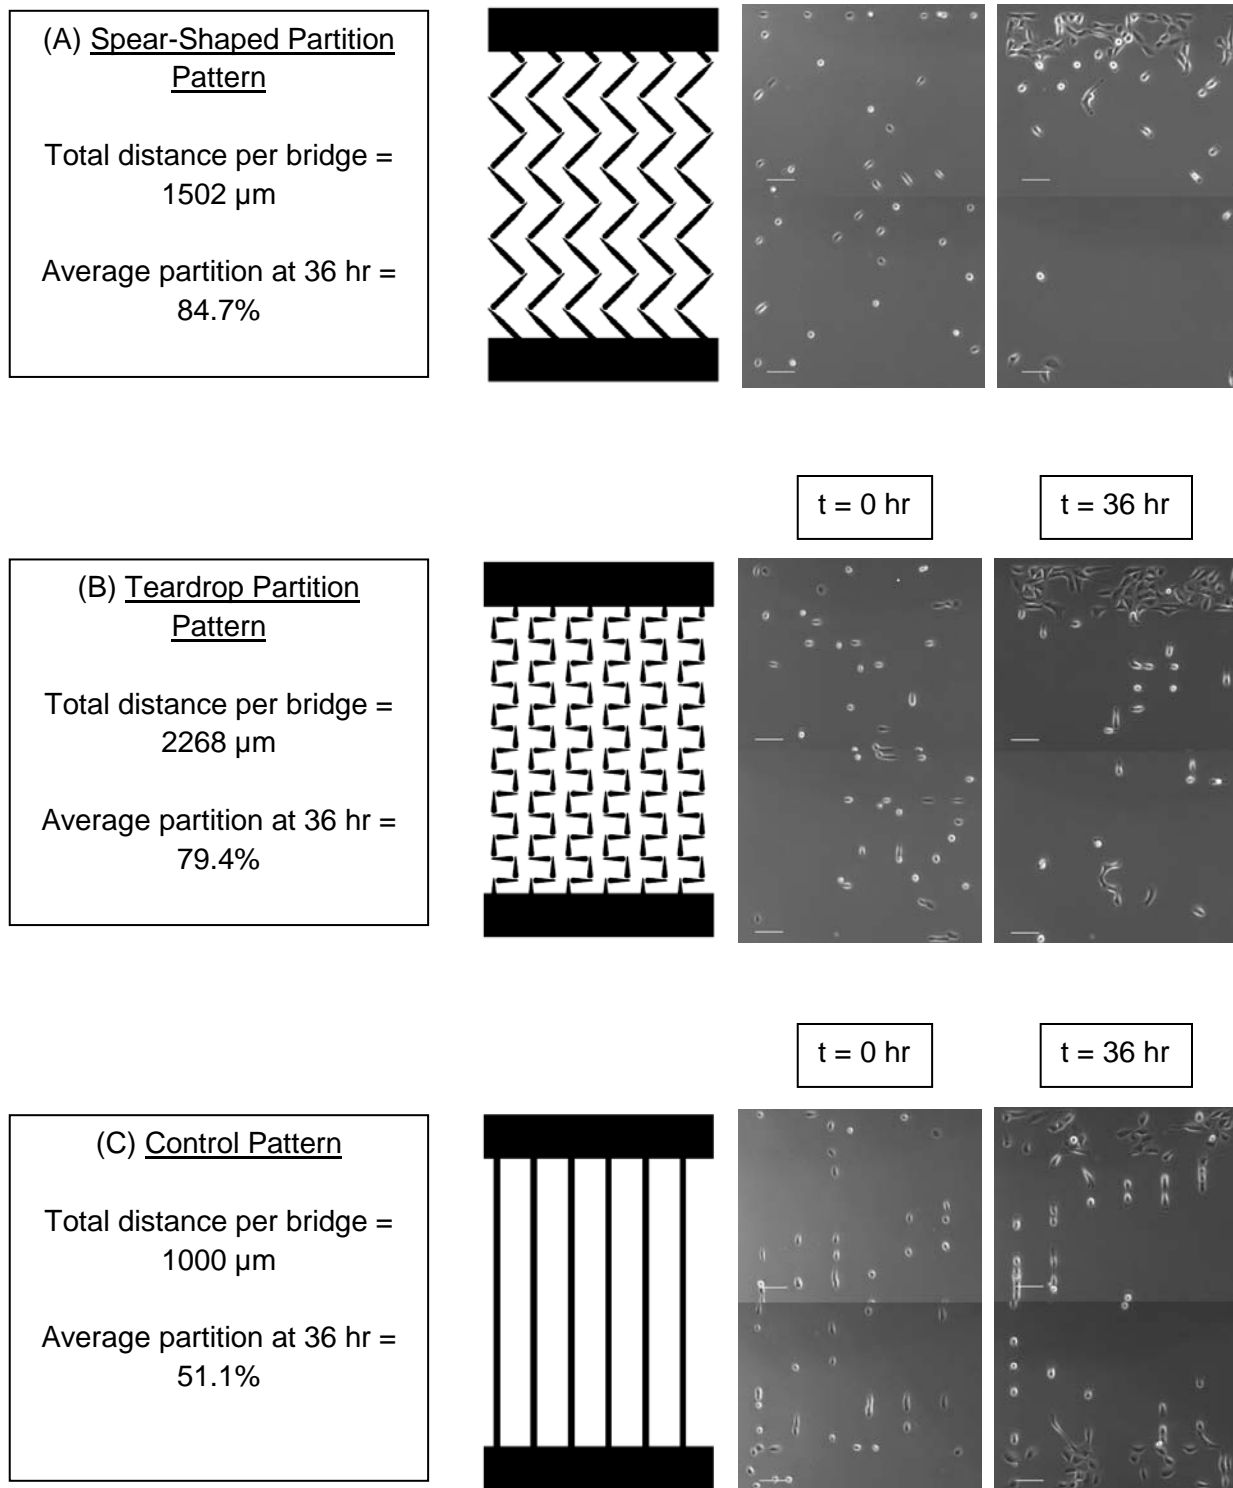 (A) Spear-Shaped Partition
Pattern
Total distance per bridge =
1502 µm
Average partition at 36 hr =
84.7%
t = 0 hr
t = 36 hr
(B) Teardrop Partition
Pattern
Total distance per bridge =
2268 µm
Average partition at 36 hr =
79.4%
t = 0 hr
t = 36 hr
(C) Control Pattern
Total distance per bridge =
1000 µm
Average partition at 36 hr =
51.1%